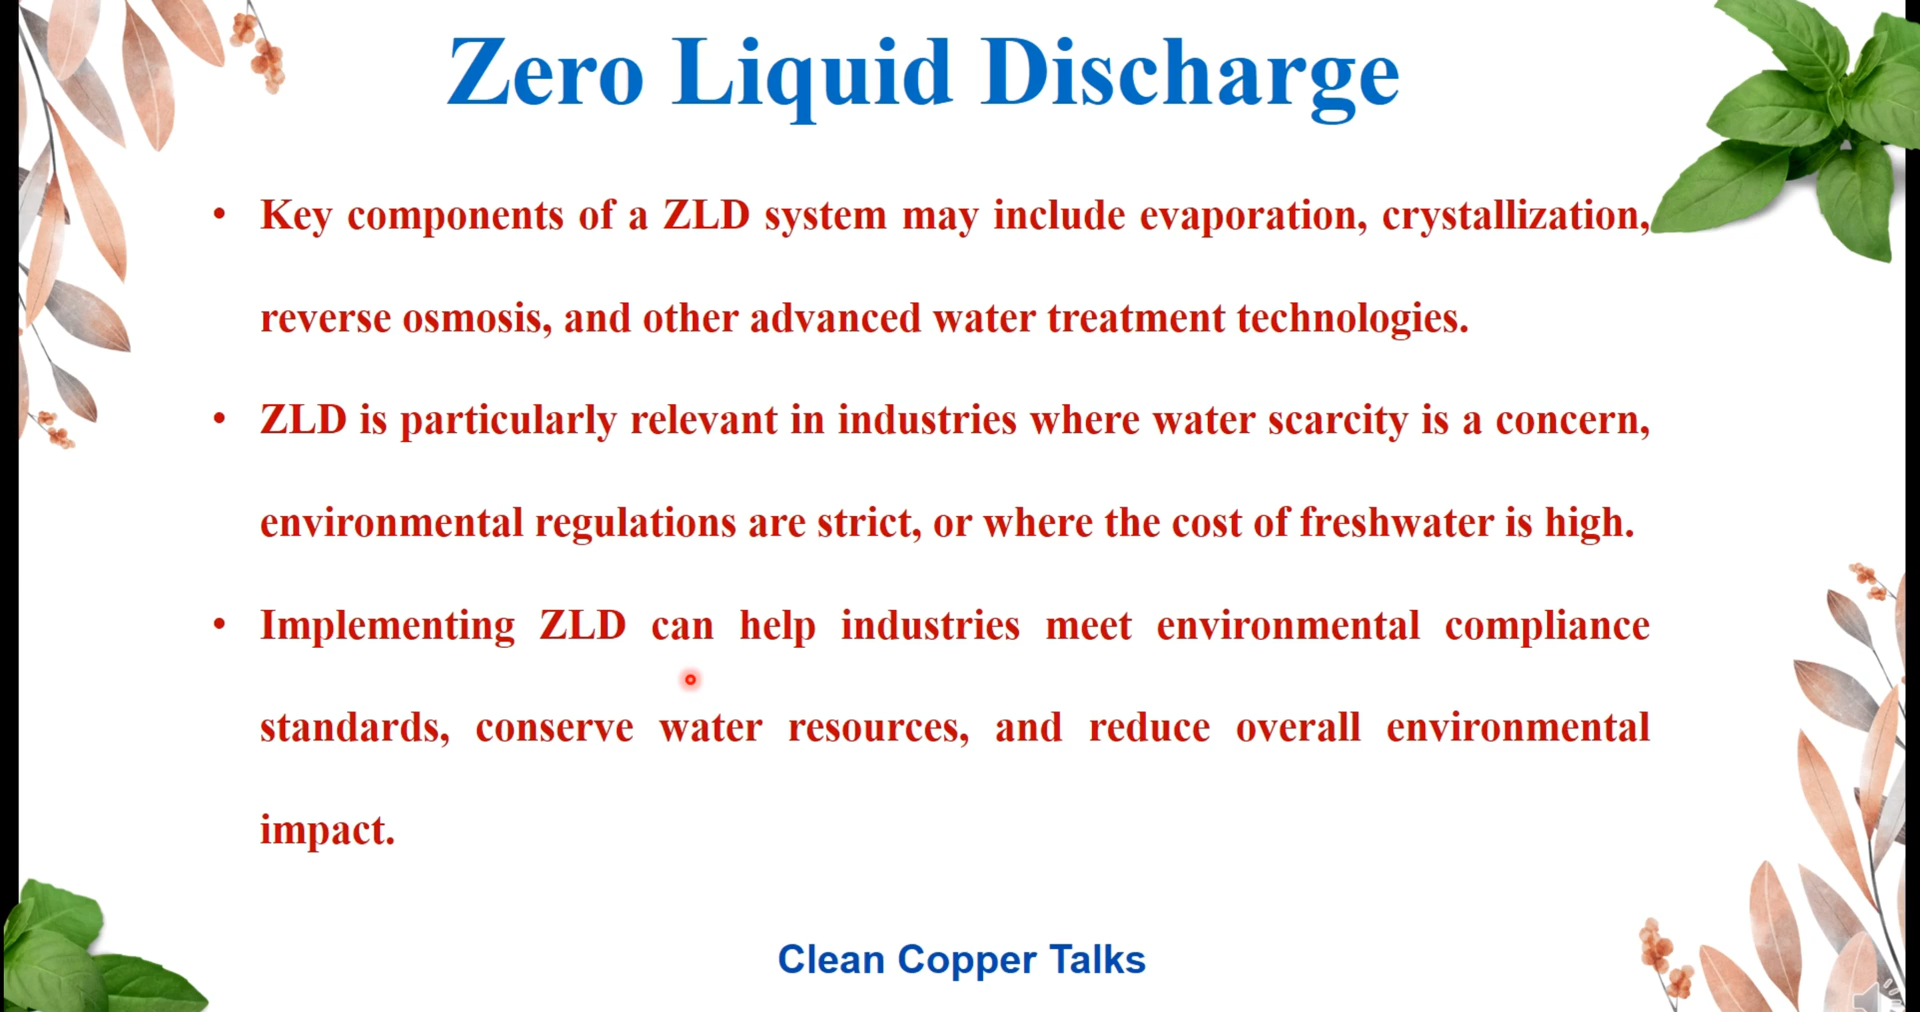 Zero Liquid Discharge
• Key components of a ZLD system may include evaporation, crystallization,
reverse osmosis, and other advanced water treatment technologies.
• ZLD is particularly relevant in industries where water scarcity is a concern,
environmental regulations are strict, or where the cost of freshwater is high.
• Implementing ZLD can help industries meet environmental compliance
standards, conserve water resources, and reduce overall environmental
impact.
Clean Copper Talks